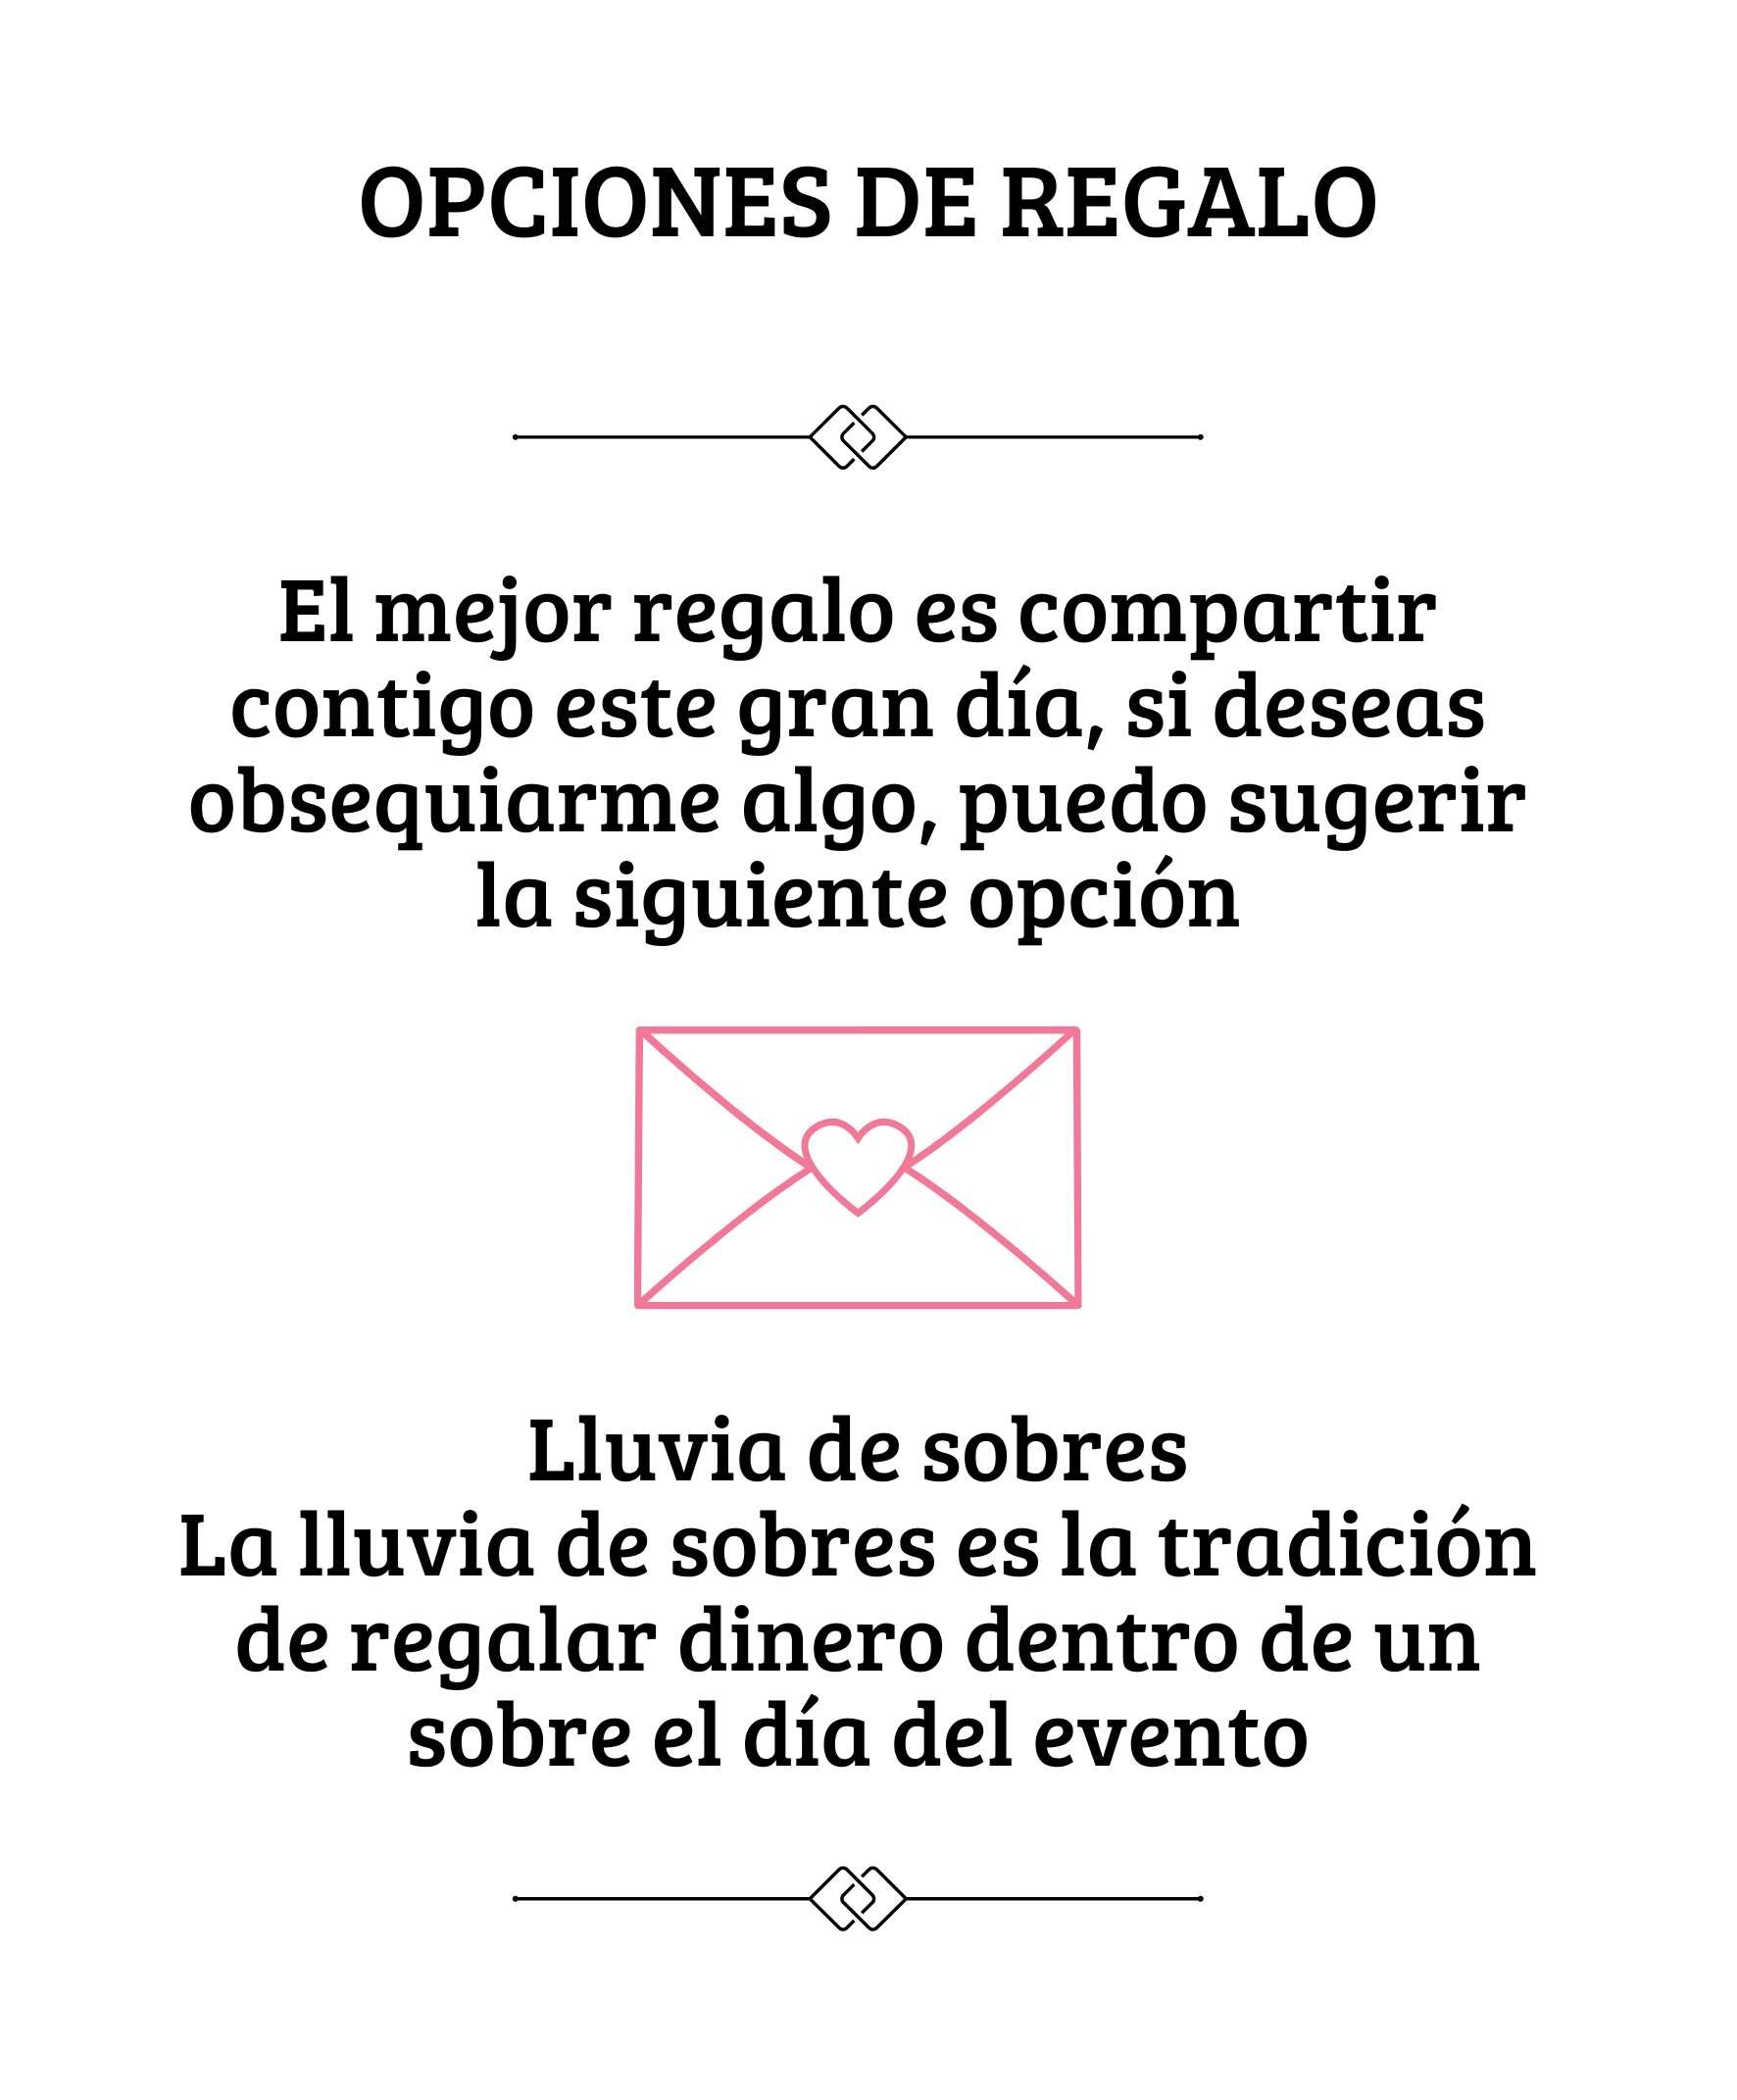 OPCIONES DE REGALO
El mejor regalo es compartir
contigo este gran día, si deseas
obsequiarme algo, puedo sugerir
la siguiente opción
Lluvia de sobres
La lluvia de sobres es la tradición
de regalar dinero dentro de un
sobre el día del evento